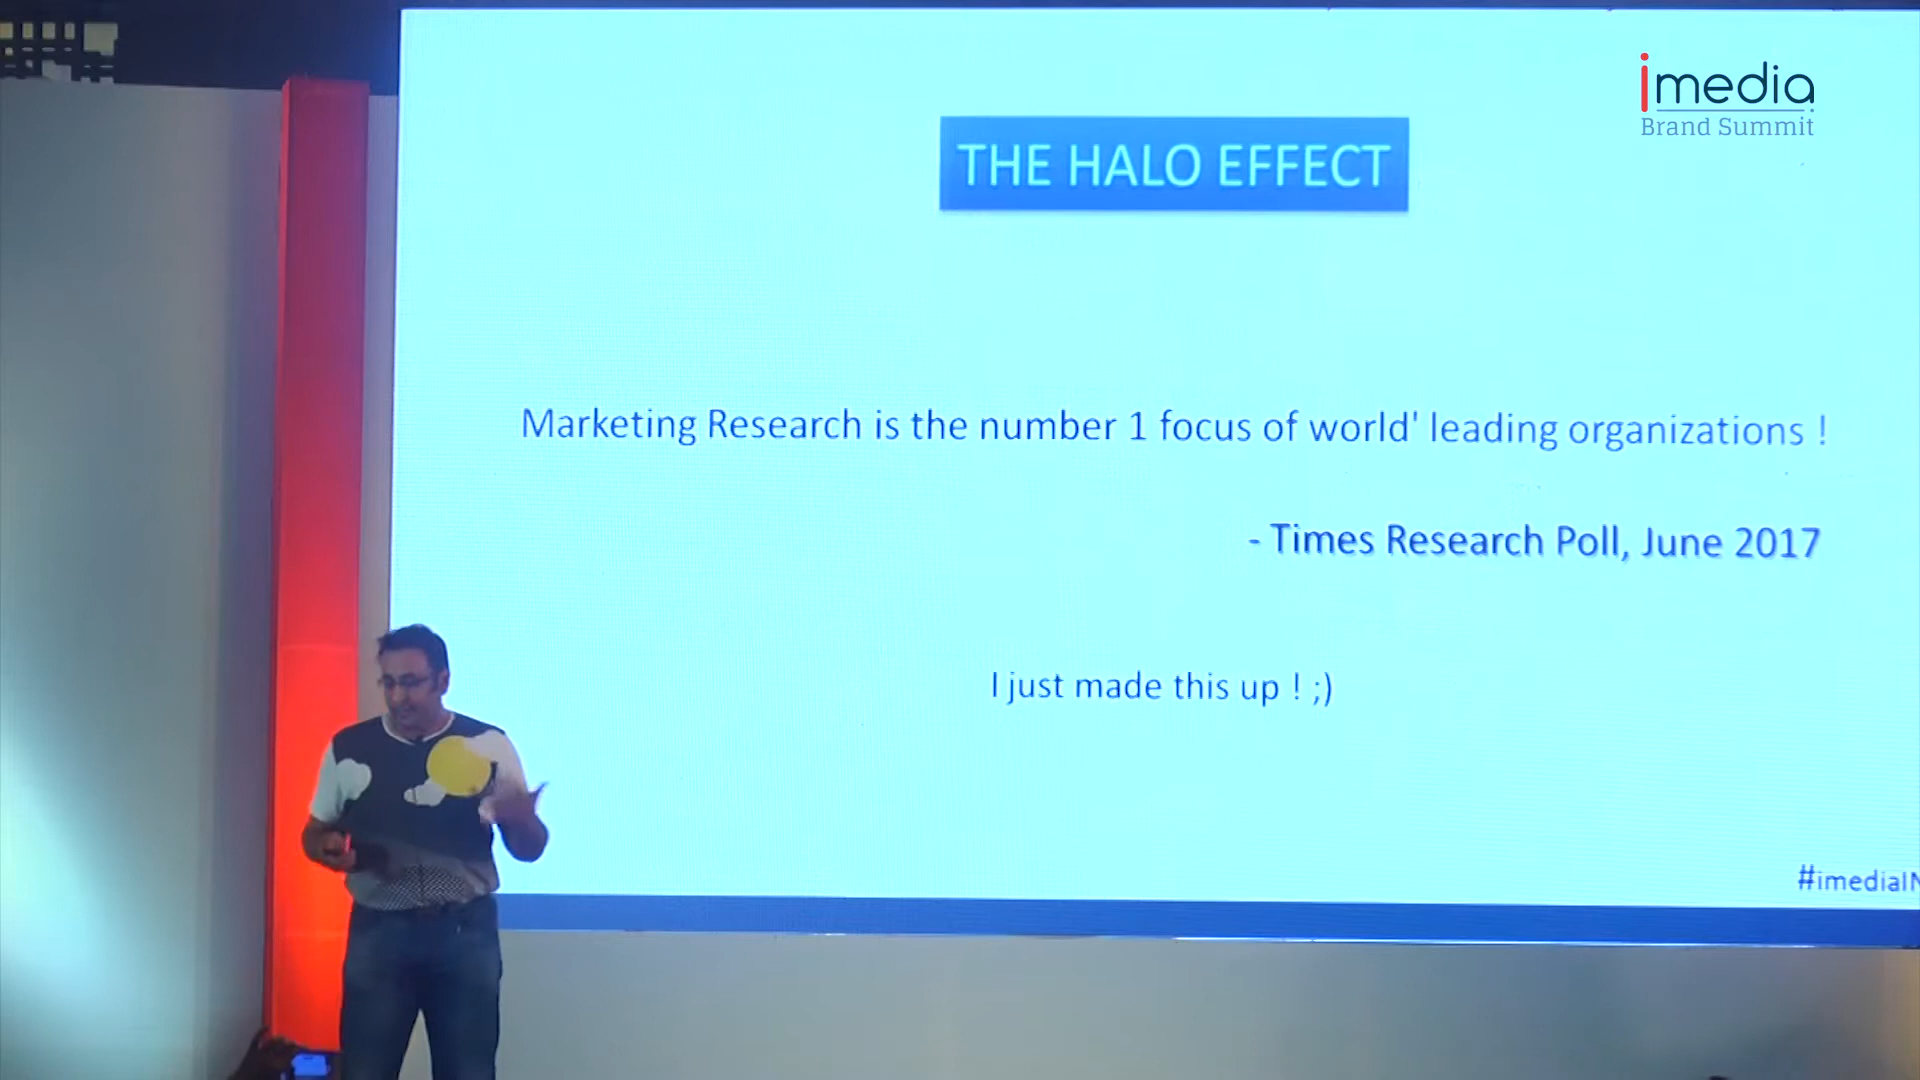 imedia
Brand Summit
THE HALO EFFECT
Marketing Research is the number 1 focus of world' leading organizations !
- Times Research Poll, June 2017
I just made this up ! ;)
#imediaIN